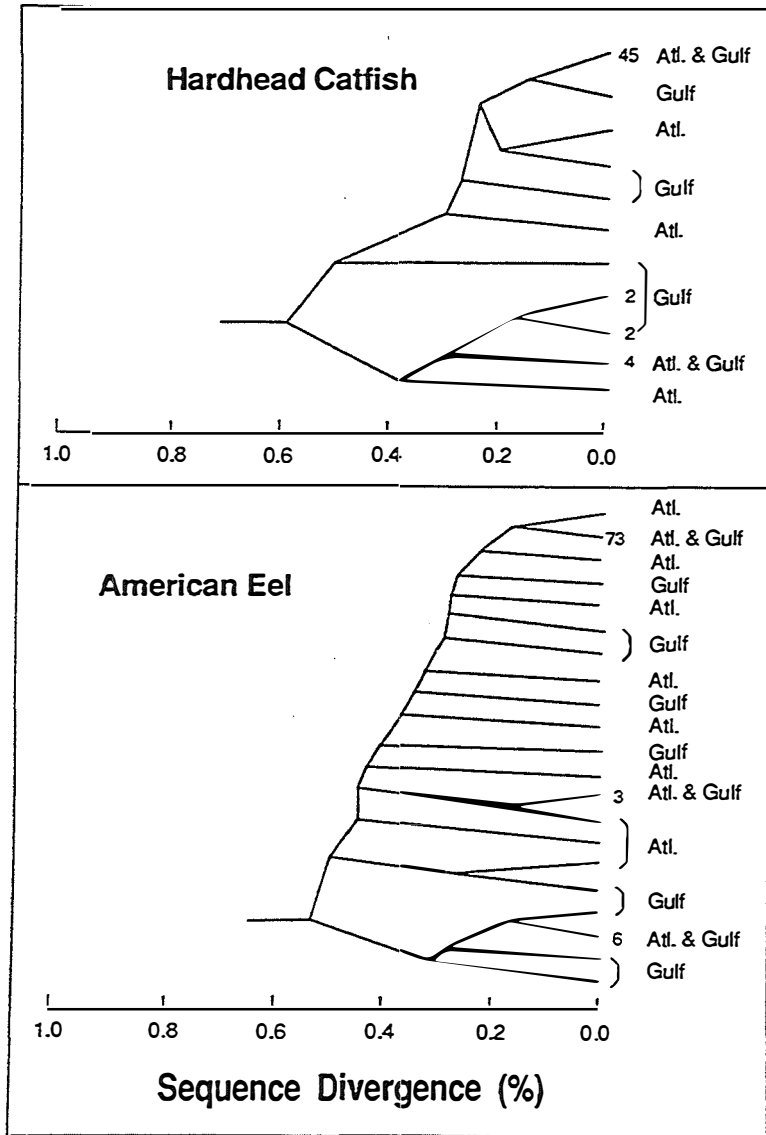 Hardhead Catfish
45 Atl. & Gulf
Gulf
Atl.
Gulf
Atl.
Gulf
2
2
4 Atl. & Gulf
Atl.
1.0 0.8 0.6 0.4 0.2 0.0
American Eel
Atl.
73 Atl. & Gulf
Atl.
Gulf
Atl.
Gulf
Atl.
Gulf
Atl.
Gulf
Atl.
3 Atl. & Gulf
Atl.
Gulf
6 Atl. & Gulf
Gulf
1.0 0.8 0.6 0.4 0.2 0.0
Sequence Divergence (%)